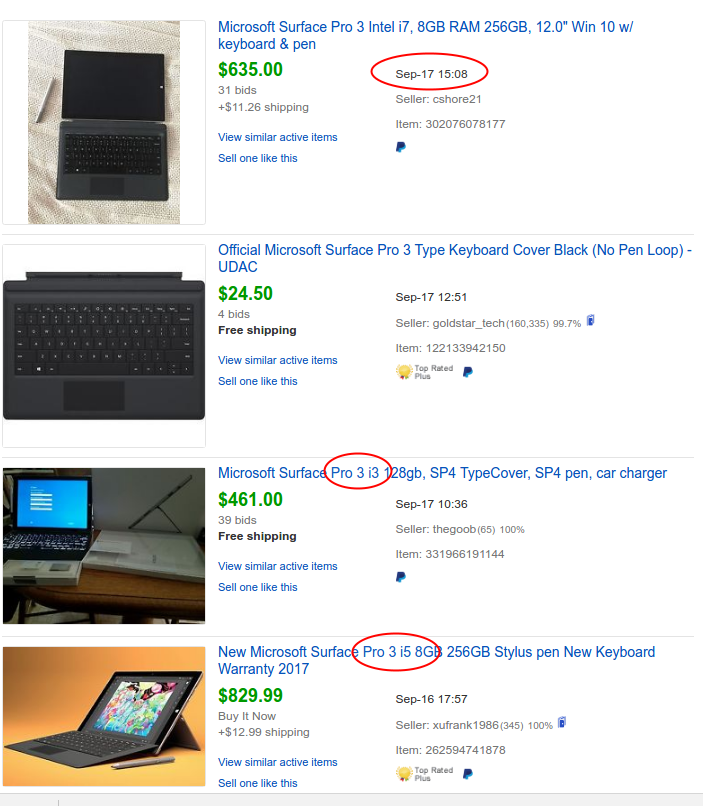 Microsoft Surface Pro 3 Intel i7, 8GB RAM 256GB, 12.0" Win 10 w/
keyboard & pen
$635.00
Sep-17 15:08
31 bids
Seller: cshore21
+$11.26 shipping
Item: 302076078177
View similar active items
Sell one like this
Official Microsoft Surface Pro 3 Type Keyboard Cover Black (No Pen Loop) -
UDAC
$24.50
Sep-17 12:51
4 bids
Seller: goldstar_tech(160,335) 99.7%
Free shipping
Item: 122133942150
View similar active items
Top Rated
Plus
Sell one like this
Microsoft Surface Pro 3 i3 128gb, SP4 TypeCover, SP4 pen, car charger
$461.00
Sep-17 10:36
39 bids
Seller: thegoob(65) 100%
Free shipping
Item: 331966191144
View similar active items
Sell one like this
New Microsoft Surface Pro 3 i5 8GB 256GB Stylus pen New Keyboard
Warranty 2017
$829.99
Sep-16 17:57
Buy It Now
Seller: xufrank1986(345) 100%
+$12.99 shipping
Item: 262594741878
View similar active items
Top Rated
Plus
Sell one like this